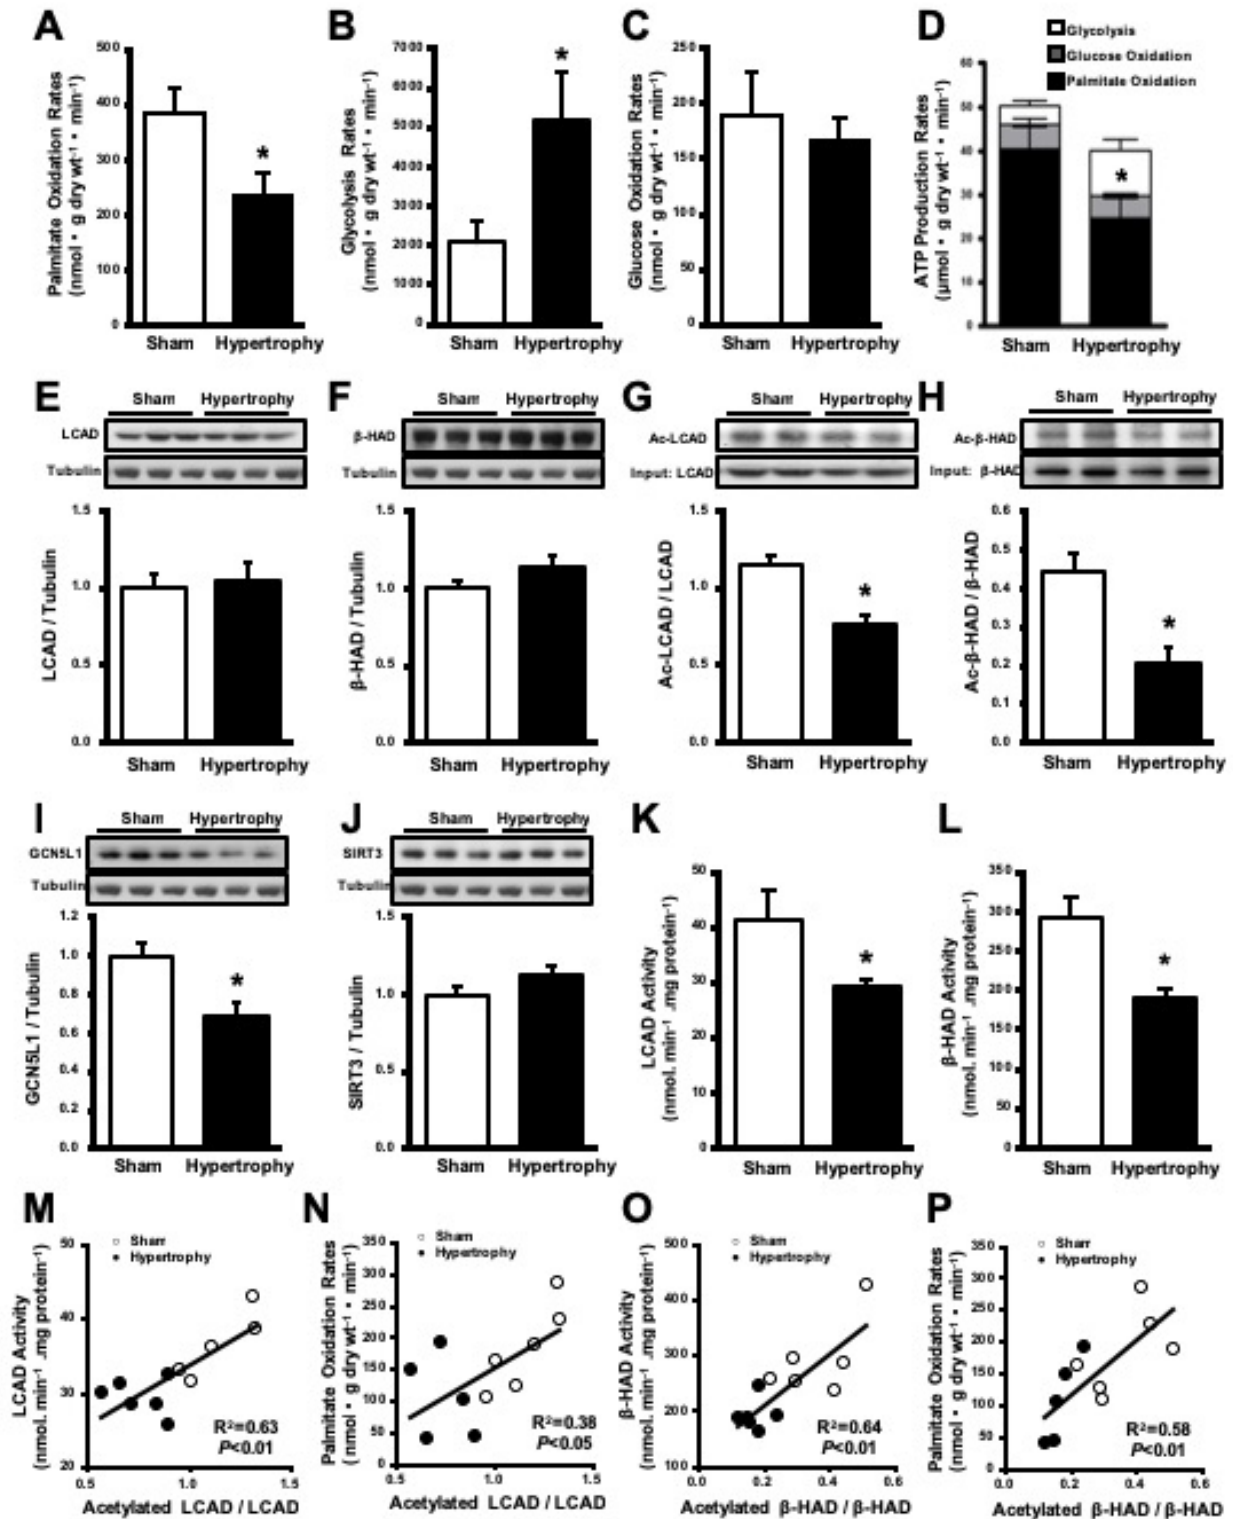 A
Palmitate Oxidation Rates
(nmol • g dry wt⁻¹ • min⁻¹)
500
400
300
200
100
0
*
Sham Hypertrophy
B
Glycolysis Rates
(nmol • g dry wt⁻¹ • min⁻¹)
7000
6000
5000
4000
3000
2000
1000
0
*
Sham Hypertrophy
C
Glucose Oxidation Rates
(nmol • g dry wt⁻¹ • min⁻¹)
250
200
150
100
50
0
Sham Hypertrophy
D
Glycolysis
Glucose Oxidation
Palmitate Oxidation
ATP Production Rates
(µmol • g dry wt⁻¹ • min⁻¹)
60
50
40
30
20
10
0
*
Sham Hypertrophy
E
Sham Hypertrophy
LCAD
Tubulin
LCAD / Tubulin
1.5
1.0
0.5
0.0
Sham Hypertrophy
F
Sham Hypertrophy
β-HAD
Tubulin
β-HAD / Tubulin
1.5
1.0
0.5
0.0
Sham Hypertrophy
G
Sham Hypertrophy
Ac-LCAD
Input: LCAD
Ac-LCAD / LCAD
1.5
1.0
0.5
0.0
*
Sham Hypertrophy
H
Sham Hypertrophy
Ac-β-HAD
Input: β-HAD
Ac-β-HAD / β-HAD
0.6
0.5
0.4
0.3
0.2
0.1
0.0
*
Sham Hypertrophy
I
Sham Hypertrophy
GCN5L1
Tubulin
GCN5L1 / Tubulin
1.2
1.0
0.8
0.6
0.4
0.2
0.0
*
Sham Hypertrophy
J
Sham Hypertrophy
SIRT3
Tubulin
SIRT3 / Tubulin
1.5
1.0
0.5
0.0
Sham Hypertrophy
K
LCAD Activity
(nmol. min⁻¹ .mg protein⁻¹)
50
40
30
20
10
0
*
Sham Hypertrophy
L
β-HAD Activity
(nmol. min⁻¹ .mg protein⁻¹)
350
300
250
200
150
100
50
0
*
Sham Hypertrophy
M
LCAD Activity
(nmol. min⁻¹ .mg protein⁻¹)
50
40
30
20
Sham
Hypertrophy
R²=0.63
P<0.01
0.5 1.0 1.5
Acetylated LCAD / LCAD
N
Palmitate Oxidation Rates
(nmol • g dry wt⁻¹ • min⁻¹)
350
300
250
200
150
100
50
0
Sham
Hypertrophy
R²=0.38
P<0.05
0.5 1.0 1.5
Acetylated LCAD / LCAD
O
β-HAD Activity
(nmol. min⁻¹ .mg protein⁻¹)
500
400
300
200
100
Sham
Hypertrophy
R²=0.64
P<0.01
0.0 0.2 0.4 0.6
Acetylated β-HAD / β-HAD
P
Palmitate Oxidation Rates
(nmol • g dry wt⁻¹ • min⁻¹)
350
300
250
200
150
100
50
0
Sham
Hypertrophy
R²=0.58
P<0.01
0.0 0.2 0.4 0.6
Acetylated β-HAD / β-HAD